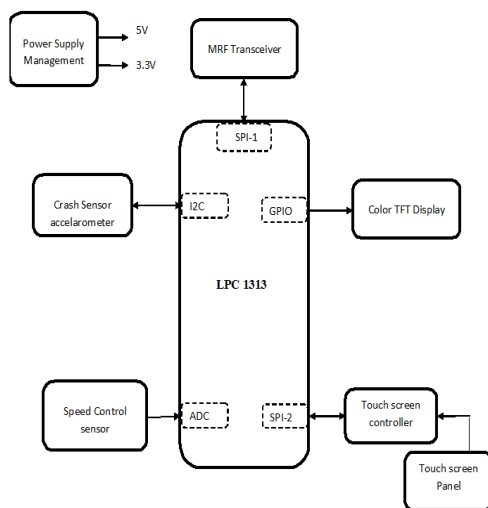 Power Supply
Management
5V
3.3V
MRF Transceiver
SPI-1
Crash Sensor
accelarometer
I2C
GPIO
Color TFT Display
LPC 1313
Speed Control
sensor
ADC
SPI-2
Touch screen
controller
Touch screen
Panel